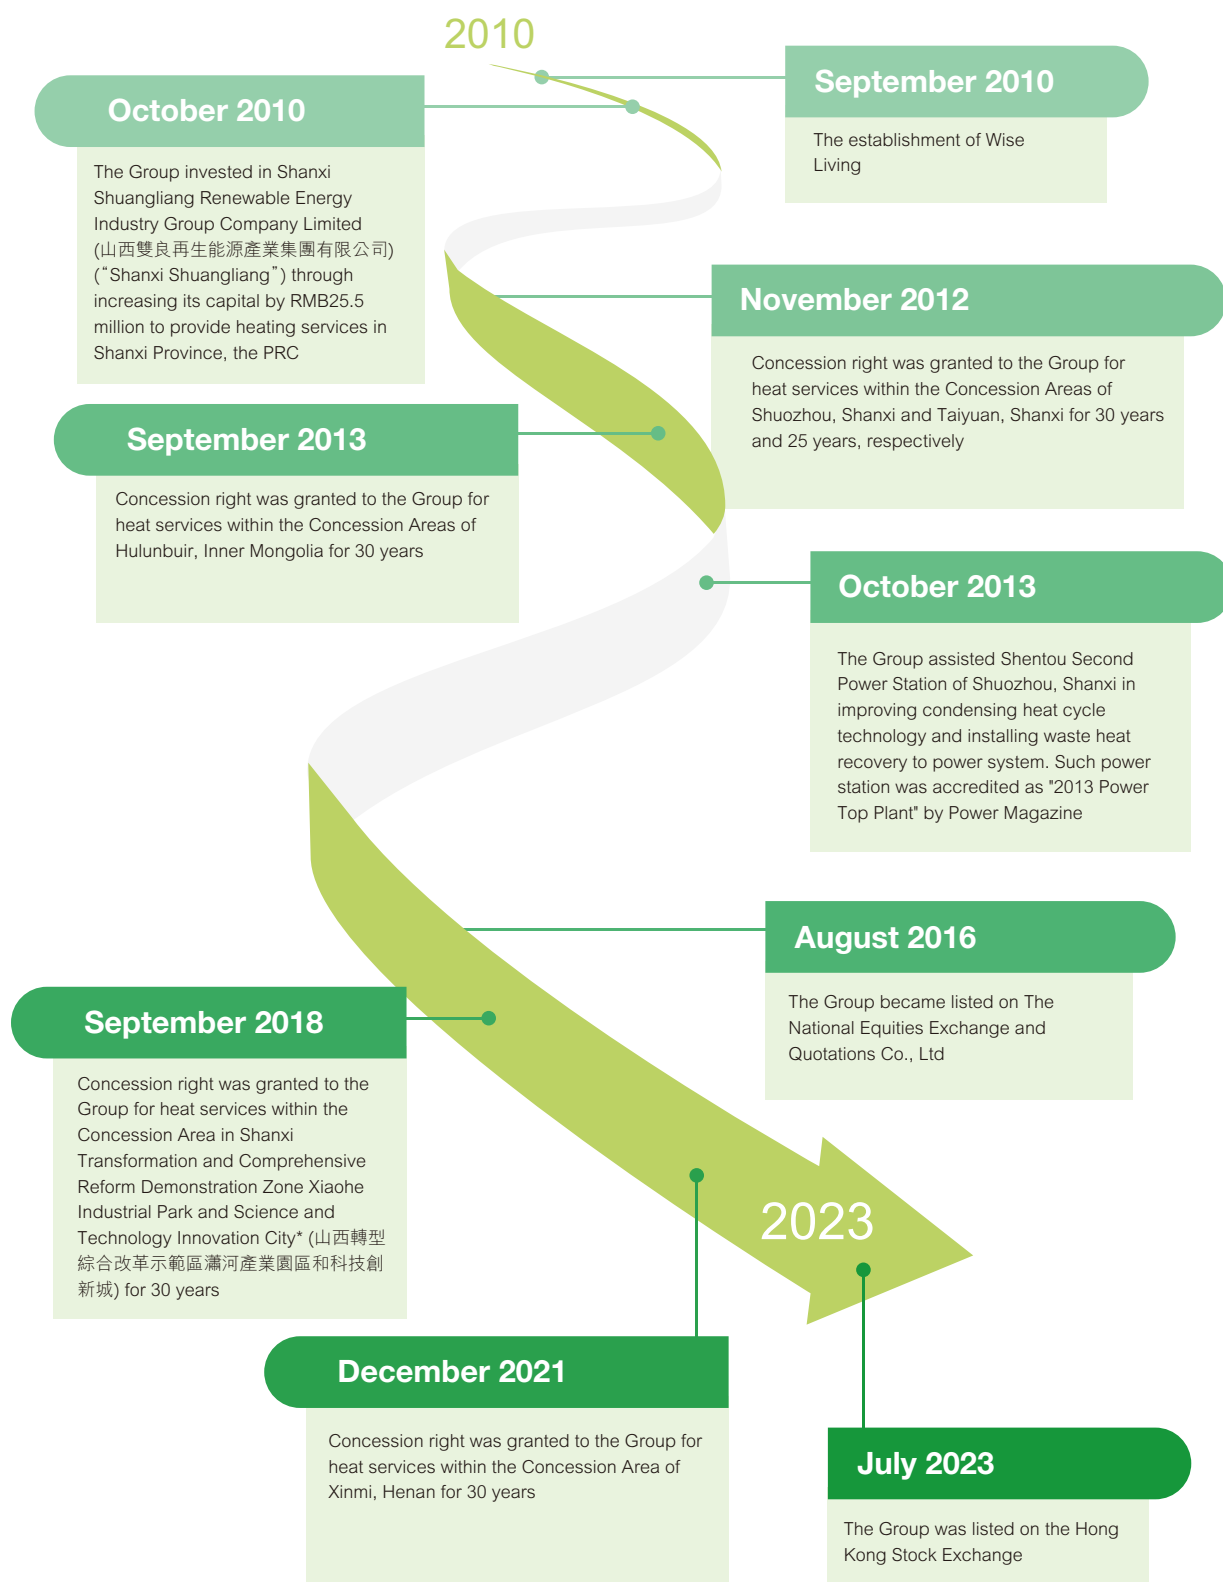 2010
September 2010
The establishment of Wise
Living
October 2010
The Group invested in Shanxi
Shuangliang Renewable Energy
Industry Group Company Limited
(山西雙良再生能源產業集團有限公司)
(“Shanxi Shuangliang”) through
increasing its capital by RMB25.5
million to provide heating services in
Shanxi Province, the PRC
November 2012
Concession right was granted to the Group for
heat services within the Concession Areas of
Shuozhou, Shanxi and Taiyuan, Shanxi for 30 years
and 25 years, respectively
September 2013
Concession right was granted to the Group for
heat services within the Concession Areas of
Hulunbuir, Inner Mongolia for 30 years
October 2013
The Group assisted Shentou Second
Power Station of Shuozhou, Shanxi in
improving condensing heat cycle
technology and installing waste heat
recovery to power system. Such power
station was accredited as "2013 Power
Top Plant" by Power Magazine
August 2016
The Group became listed on The
National Equities Exchange and
Quotations Co., Ltd
September 2018
Concession right was granted to the
Group for heat services within the
Concession Area in Shanxi
Transformation and Comprehensive
Reform Demonstration Zone Xiaohe
Industrial Park and Science and
Technology Innovation City* (山西轉型
綜合改革示範區瀟河產業園區和科技創
新城) for 30 years
2023
December 2021
Concession right was granted to the Group for
heat services within the Concession Area of
Xinmi, Henan for 30 years
July 2023
The Group was listed on the Hong
Kong Stock Exchange